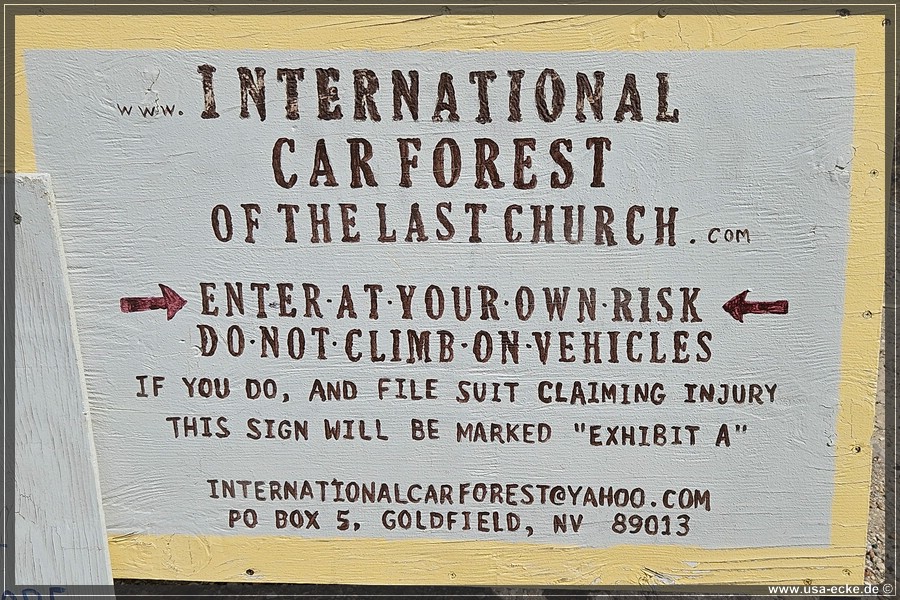 www. INTERNATIONAL
CAR FOREST
OF THE LAST CHURCH.com
ENTER·AT·YOUR·OWN·RISK
DO·NOT·CLIMB·ON·VEHICLES
IF YOU DO, AND FILE SUIT CLAIMING INJURY
THIS SIGN WILL BE MARKED "EXHIBIT A"
INTERNATIONALCARFOREST@YAHOO.COM
PO BOX 5, GOLDFIELD, NV 89013
www.usa-ecke.de ©